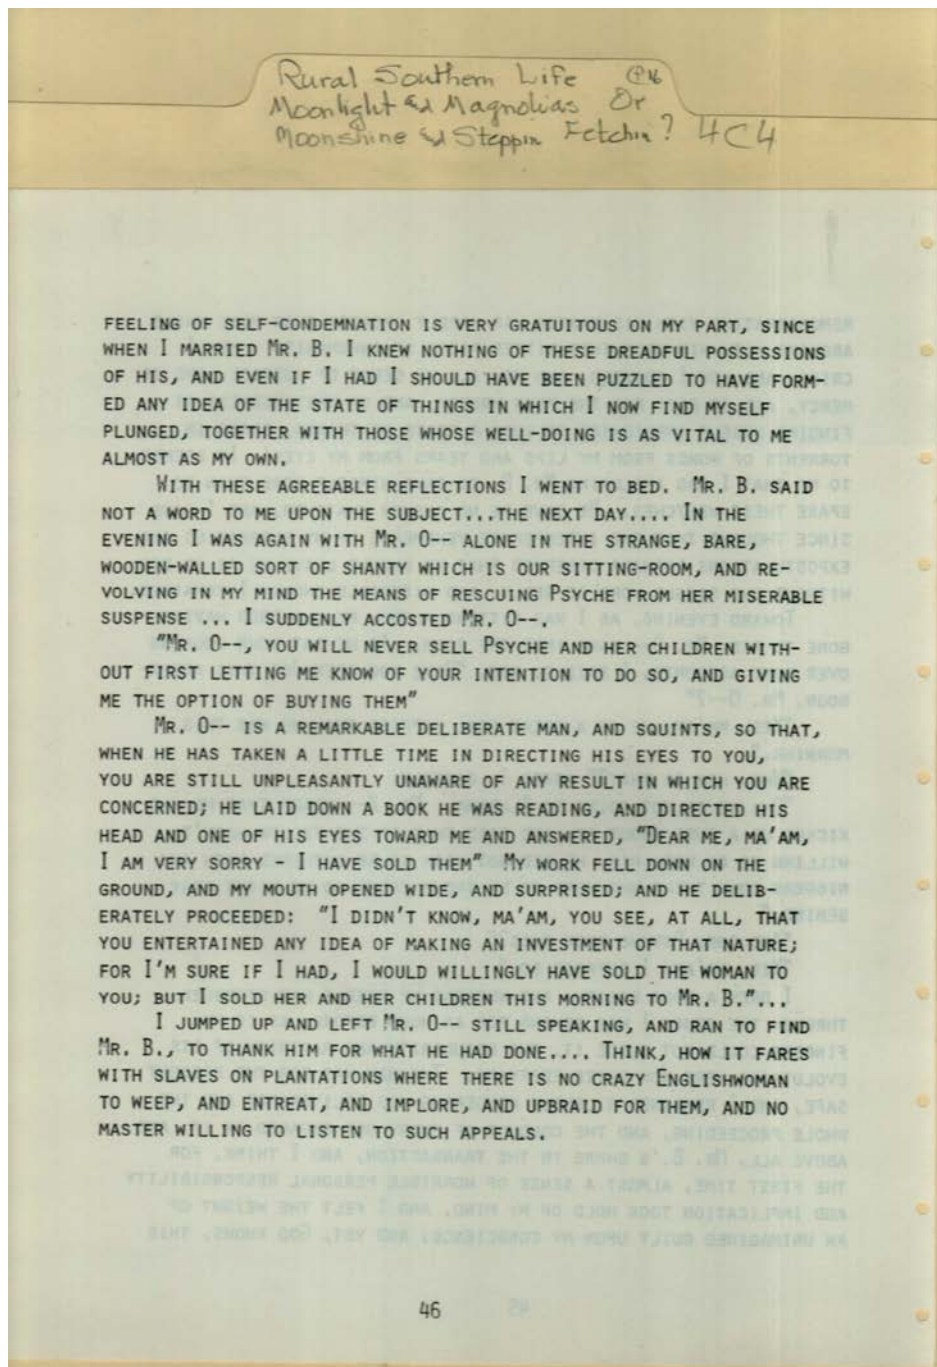 Rural Southern Life
Moonlight & Magnolias Or
Moonshine & Steppin Fetchin? 4C4
FEELING OF SELF-CONDEMNATION IS VERY GRATUITOUS ON MY PART, SINCE
WHEN I MARRIED MR. B. I KNEW NOTHING OF THESE DREADFUL POSSESSIONS
OF HIS, AND EVEN IF I HAD I SHOULD HAVE BEEN PUZZLED TO HAVE FORM-
ED ANY IDEA OF THE STATE OF THINGS IN WHICH I NOW FIND MYSELF
PLUNGED, TOGETHER WITH THOSE WHOSE WELL-DOING IS AS VITAL TO ME
ALMOST AS MY OWN.
WITH THESE AGREEABLE REFLECTIONS I WENT TO BED. MR. B. SAID
NOT A WORD TO ME UPON THE SUBJECT...THE NEXT DAY.... IN THE
EVENING I WAS AGAIN WITH MR. O-- ALONE IN THE STRANGE, BARE,
WOODEN-WALLED SORT OF SHANTY WHICH IS OUR SITTING-ROOM, AND RE-
VOLVING IN MY MIND THE MEANS OF RESCUING PSYCHE FROM HER MISERABLE
SUSPENSE ... I SUDDENLY ACCOSTED MR. O--.
"MR. O--, YOU WILL NEVER SELL PSYCHE AND HER CHILDREN WITH-
OUT FIRST LETTING ME KNOW OF YOUR INTENTION TO DO SO, AND GIVING
ME THE OPTION OF BUYING THEM"
MR. O-- IS A REMARKABLE DELIBERATE MAN, AND SQUINTS, SO THAT,
WHEN HE HAS TAKEN A LITTLE TIME IN DIRECTING HIS EYES TO YOU,
YOU ARE STILL UNPLEASANTLY UNAWARE OF ANY RESULT IN WHICH YOU ARE
CONCERNED; HE LAID DOWN A BOOK HE WAS READING, AND DIRECTED HIS
HEAD AND ONE OF HIS EYES TOWARD ME AND ANSWERED, "DEAR ME, MA'AM,
I AM VERY SORRY - I HAVE SOLD THEM" MY WORK FELL DOWN ON THE
GROUND, AND MY MOUTH OPENED WIDE, AND SURPRISED; AND HE DELIB-
ERATELY PROCEEDED: "I DIDN'T KNOW, MA'AM, YOU SEE, AT ALL, THAT
YOU ENTERTAINED ANY IDEA OF MAKING AN INVESTMENT OF THAT NATURE;
FOR I'M SURE IF I HAD, I WOULD WILLINGLY HAVE SOLD THE WOMAN TO
YOU; BUT I SOLD HER AND HER CHILDREN THIS MORNING TO MR. B."...
I JUMPED UP AND LEFT MR. O-- STILL SPEAKING, AND RAN TO FIND
MR. B., TO THANK HIM FOR WHAT HE HAD DONE.... THINK, HOW IT FARES
WITH SLAVES ON PLANTATIONS WHERE THERE IS NO CRAZY ENGLISHWOMAN
TO WEEP, AND ENTREAT, AND IMPLORE, AND UPBRAID FOR THEM, AND NO
MASTER WILLING TO LISTEN TO SUCH APPEALS.
46